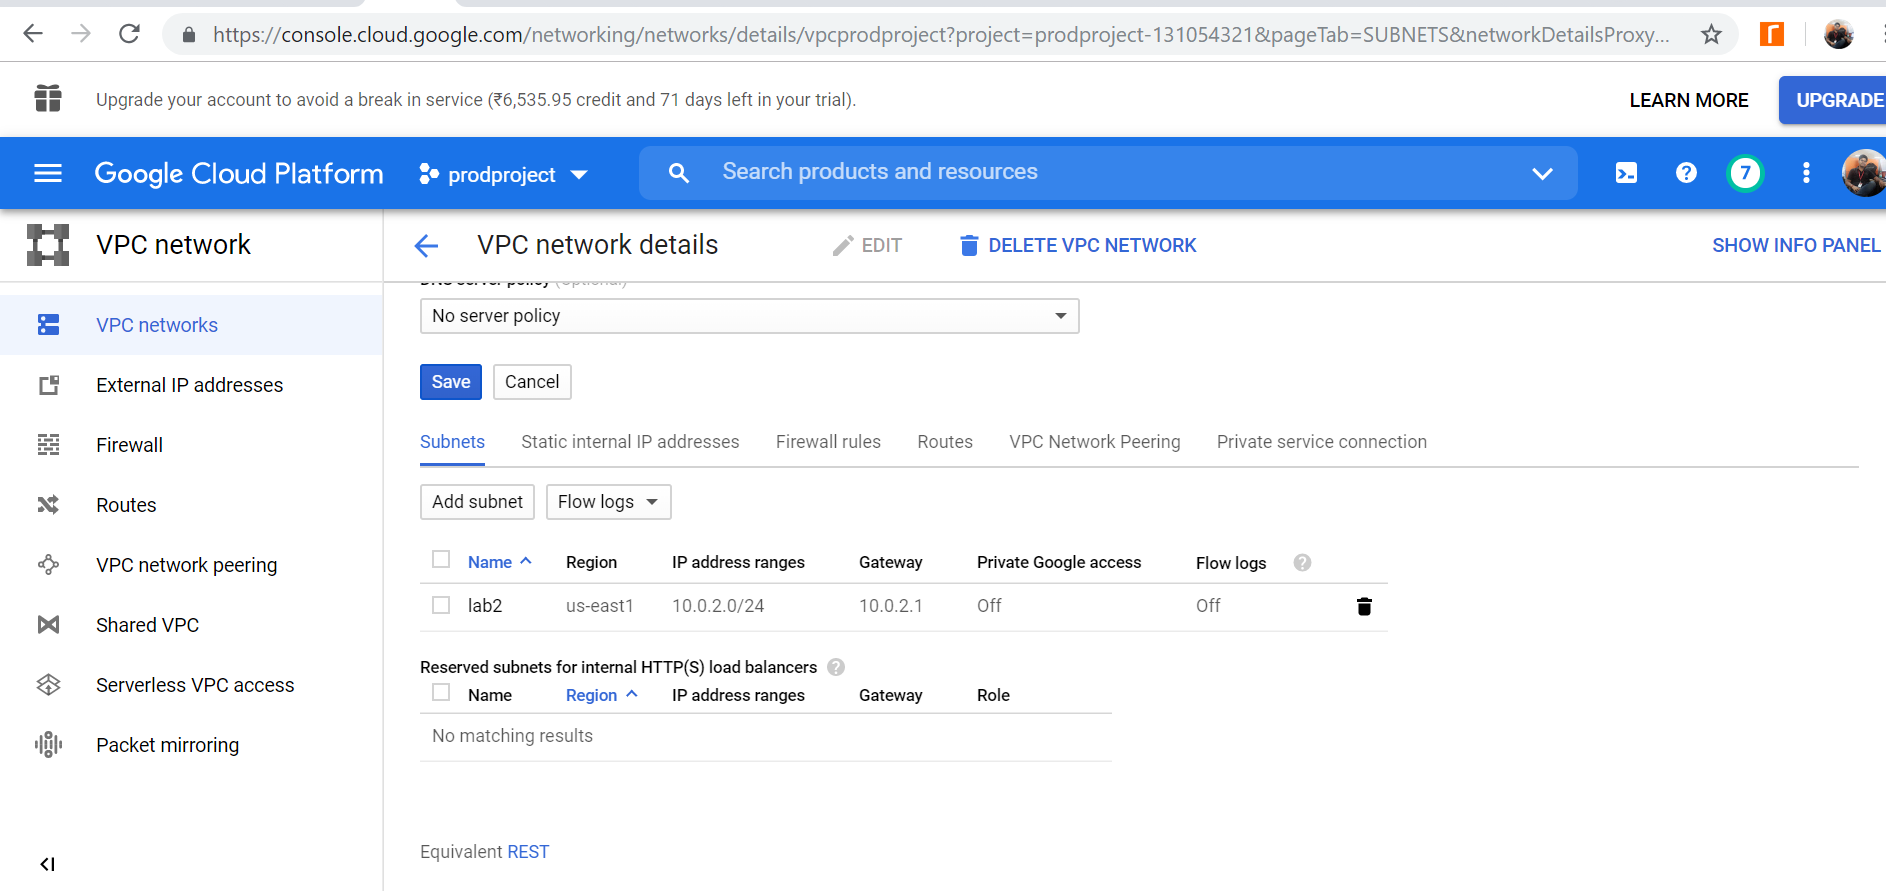 https://console.cloud.google.com/networking/networks/details/vpcprodproject?project=prodproject-131054321&pageTab=SUBNETS&networkDetailsProxy...
Upgrade your account to avoid a break in service (₹6,535.95 credit and 71 days left in your trial).
LEARN MORE
UPGRADE
Google Cloud Platform
prodproject
Search products and resources
7
VPC network
VPC network details
EDIT
DELETE VPC NETWORK
SHOW INFO PANEL
VPC networks
External IP addresses
Firewall
Routes
VPC network peering
Shared VPC
Serverless VPC access
Packet mirroring
DNS server policy (Optional)
No server policy
Save Cancel
Subnets Static internal IP addresses Firewall rules Routes VPC Network Peering Private service connection
Add subnet Flow logs
Name Region IP address ranges Gateway Private Google access Flow logs
lab2 us-east1 10.0.2.0/24 10.0.2.1 Off Off
Reserved subnets for internal HTTP(S) load balancers
Name Region IP address ranges Gateway Role
No matching results
Equivalent REST